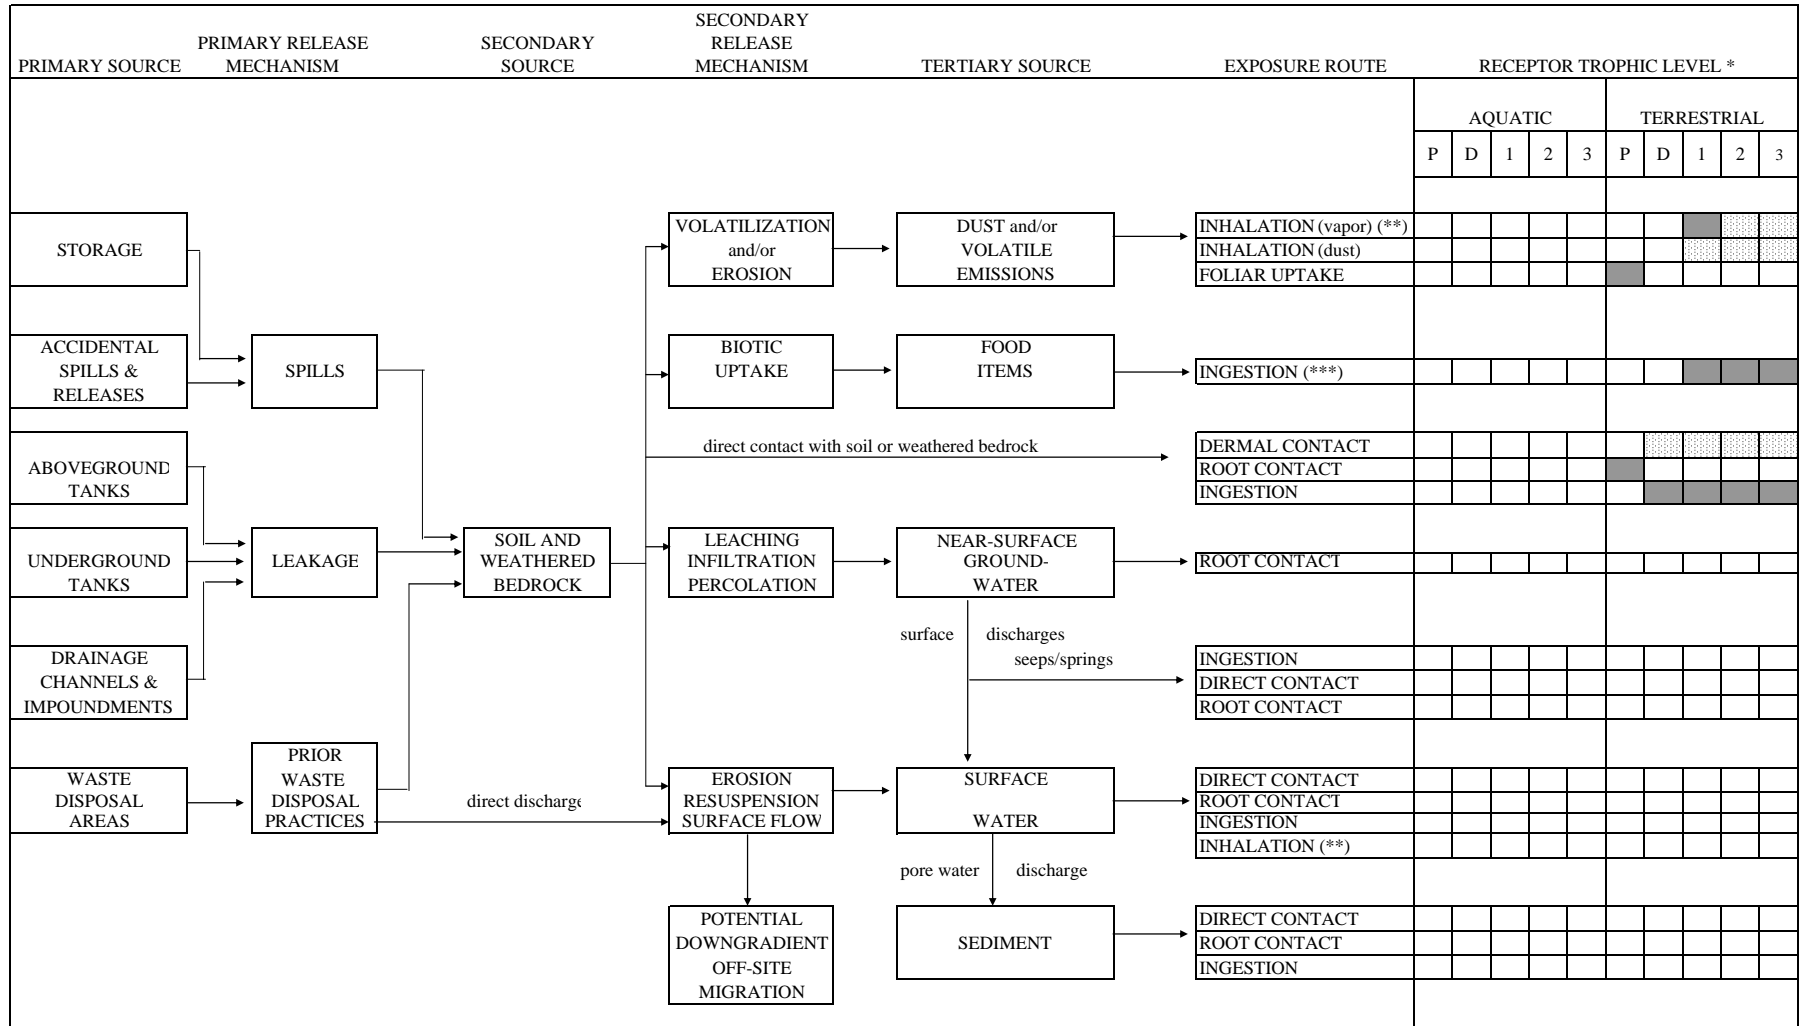 PRIMARY SOURCE
PRIMARY RELEASE
MECHANISM
SECONDARY
SOURCE
SECONDARY
RELEASE
MECHANISM
TERTIARY SOURCE
EXPOSURE ROUTE
RECEPTOR TROPHIC LEVEL *
AQUATIC
TERRESTRIAL
P D 1 2 3 P D 1 2 3
STORAGE
ACCIDENTAL
SPILLS &
RELEASES
ABOVEGROUND
TANKS
UNDERGROUND
TANKS
DRAINAGE
CHANNELS &
IMPOUNDMENTS
WASTE
DISPOSAL
AREAS
SPILLS
LEAKAGE
PRIOR
WASTE
DISPOSAL
PRACTICES
direct discharge
SOIL AND
WEATHERED
BEDROCK
VOLATILIZATION
and/or
EROSION
BIOTIC
UPTAKE
direct contact with soil or weathered bedrock
LEACHING
INFILTRATION
PERCOLATION
EROSION
RESUSPENSION
SURFACE FLOW
POTENTIAL
DOWNGRADIENT
OFF-SITE
MIGRATION
DUST and/or
VOLATILE
EMISSIONS
FOOD
ITEMS
NEAR-SURFACE
GROUND-
WATER
surface discharges
seeps/springs
SURFACE
WATER
pore water discharge
SEDIMENT
INHALATION (vapor) (**)
INHALATION (dust)
FOLIAR UPTAKE
INGESTION (***)
DERMAL CONTACT
ROOT CONTACT
INGESTION
ROOT CONTACT
INGESTION
DIRECT CONTACT
ROOT CONTACT
DIRECT CONTACT
ROOT CONTACT
INGESTION
INHALATION (**)
DIRECT CONTACT
ROOT CONTACT
INGESTION